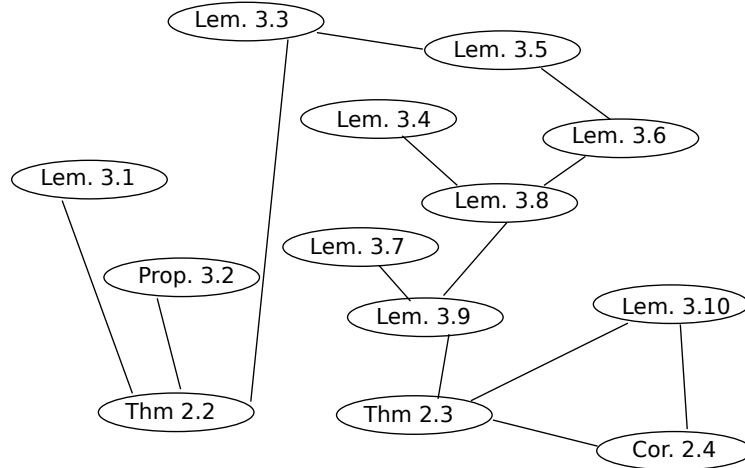 Lem. 3.3
Lem. 3.5
Lem. 3.4
Lem. 3.6
Lem. 3.1
Lem. 3.8
Lem. 3.7
Prop. 3.2
Lem. 3.10
Lem. 3.9
Thm 2.2
Thm 2.3
Cor. 2.4